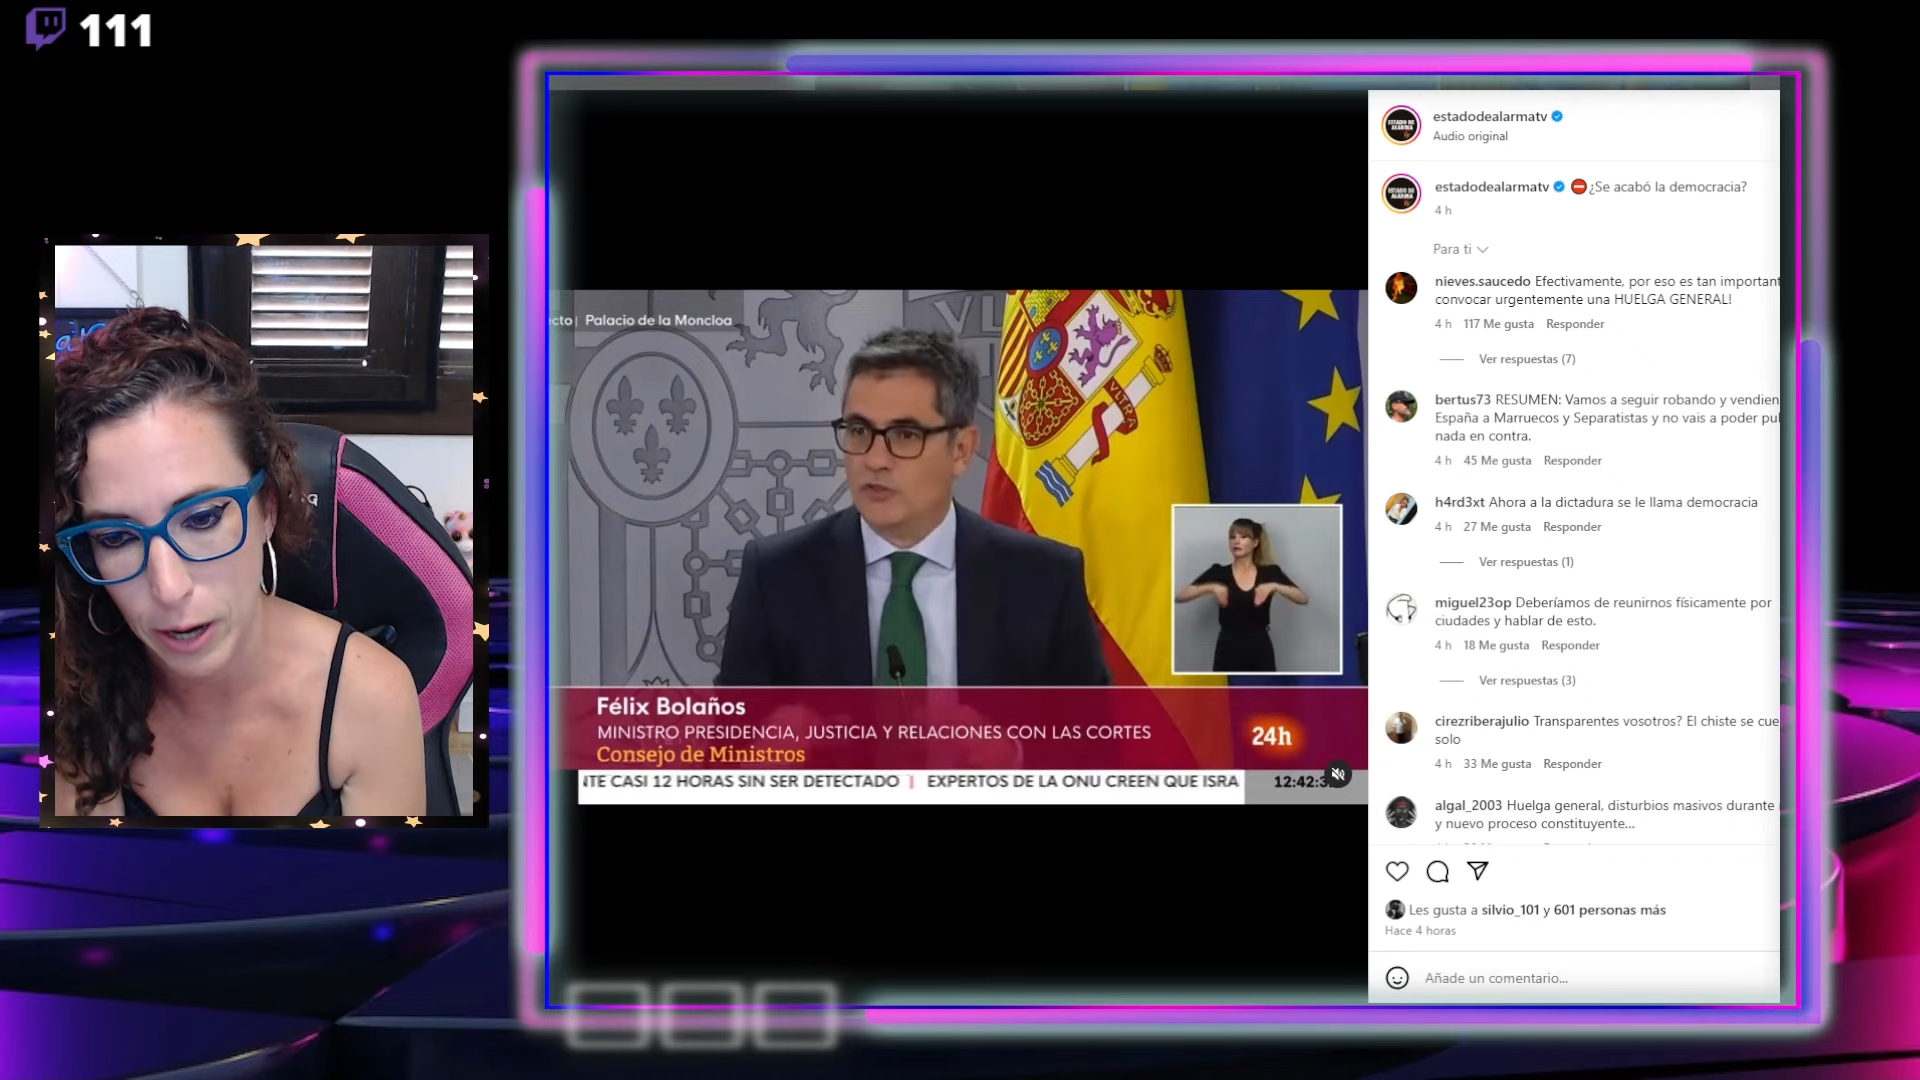 111
estadodealarmatv
Audio original
estadodealarmatv ⛔¿Se acabó la democracia?
4 h
Para ti
nieves.saucedo Efectivamente, por eso es tan important
convocar urgentemente una HUELGA GENERAL!
4 h 117 Me gusta Responder
Ver respuestas (7)
bertus73 RESUMEN: Vamos a seguir robando y vendien
España a Marruecos y Separatistas y no vais a poder pu
nada en contra.
4 h 45 Me gusta Responder
h4rd3xt Ahora a la dictadura se le llama democracia
4 h 27 Me gusta Responder
Ver respuestas (1)
miguel23op Deberíamos de reunirnos físicamente por
ciudades y hablar de esto.
4 h 18 Me gusta Responder
Ver respuestas (3)
cirezriberajulio Transparentes vosotros? El chiste se cue
solo
4 h 33 Me gusta Responder
algal_2003 Huelga general, disturbios masivos durante
y nuevo proceso constituyente...
Les gusta a silvio_101 y 601 personas más
Hace 4 horas
Añade un comentario...
ecto | Palacio de la Moncloa
Félix Bolaños
MINISTRO PRESIDENCIA, JUSTICIA Y RELACIONES CON LAS CORTES
Consejo de Ministros
24h
NTE CASI 12 HORAS SIN SER DETECTADO | EXPERTOS DE LA ONU CREEN QUE ISRA
12:42:3